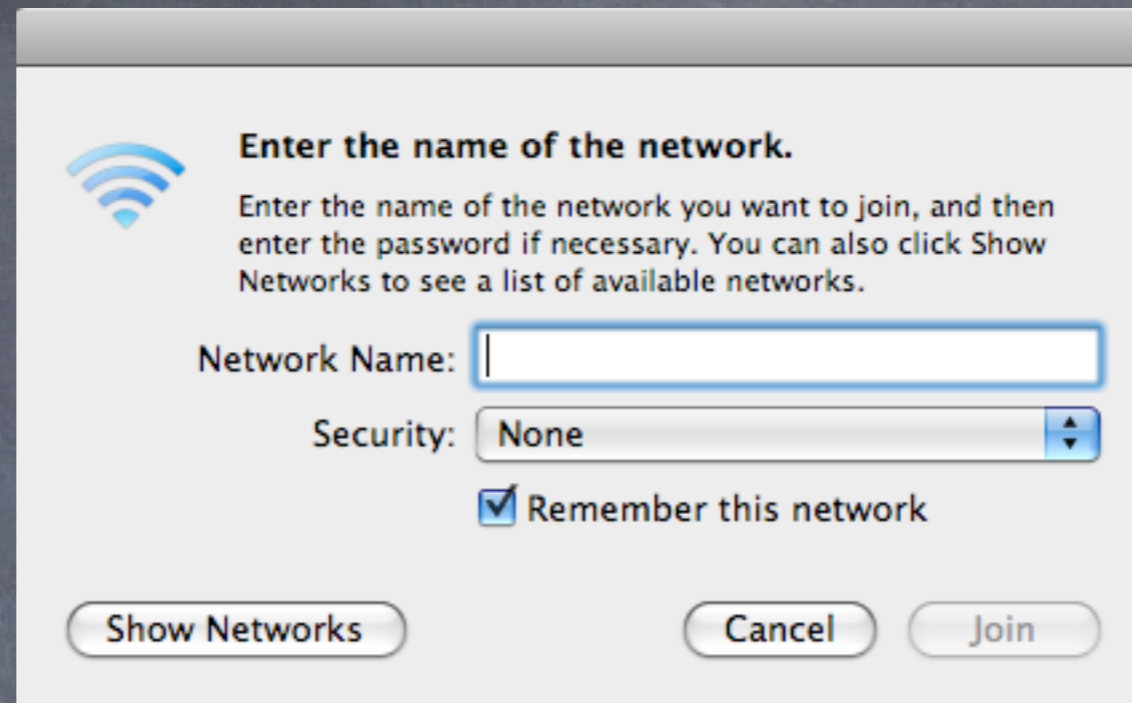 Enter the name of the network.
Enter the name of the network you want to join, and then
enter the password if necessary. You can also click Show
Networks to see a list of available networks.
Network Name:
Security: None
Remember this network
Show Networks Cancel Join